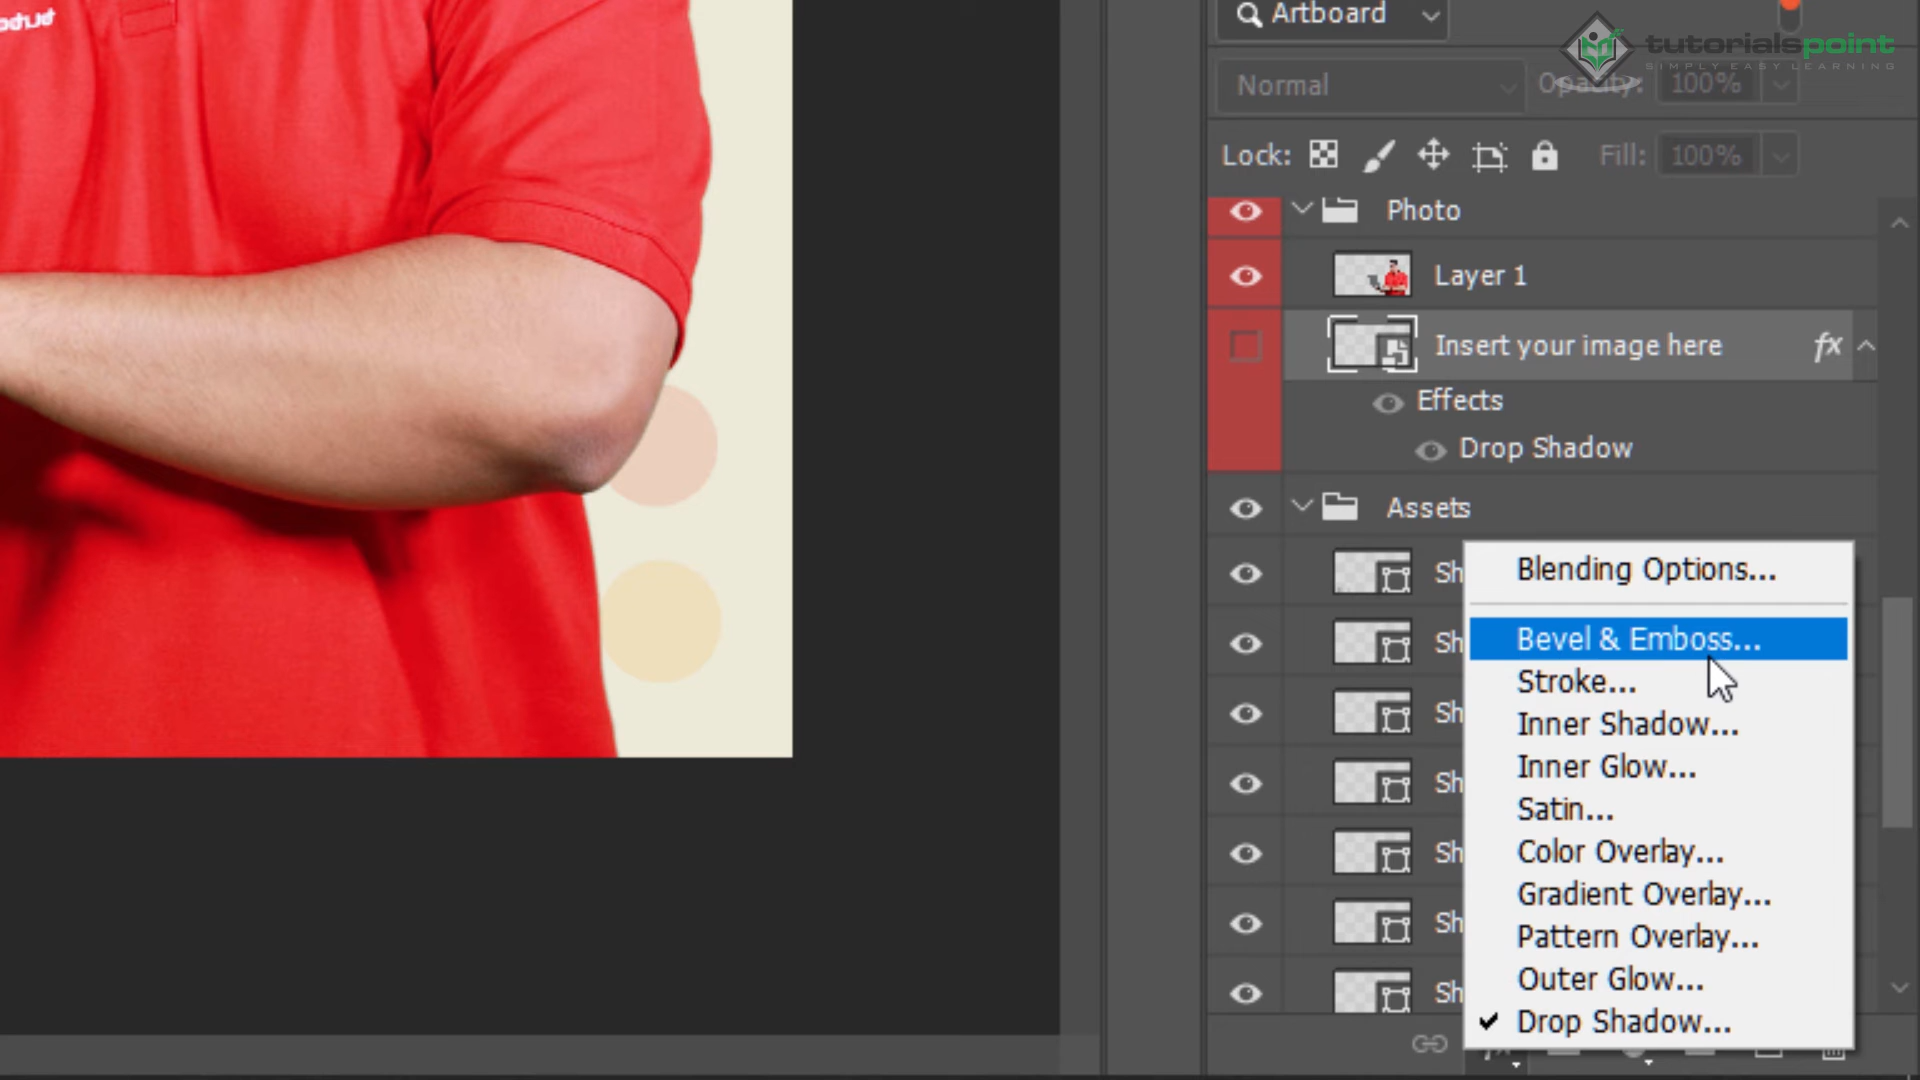 Artboard
tutorialspoint
SIMPLY EASY LEARNING
Normal
Opacity: 100%
Lock:
Fill: 100%
Photo
Layer 1
Insert your image here
fx
Effects
Drop Shadow
Assets
Sh
Sh
Sh
Sh
Sh
Sh
Sh
Blending Options...
Bevel & Emboss...
Stroke...
Inner Shadow...
Inner Glow...
Satin...
Color Overlay...
Gradient Overlay...
Pattern Overlay...
Outer Glow...
Drop Shadow...